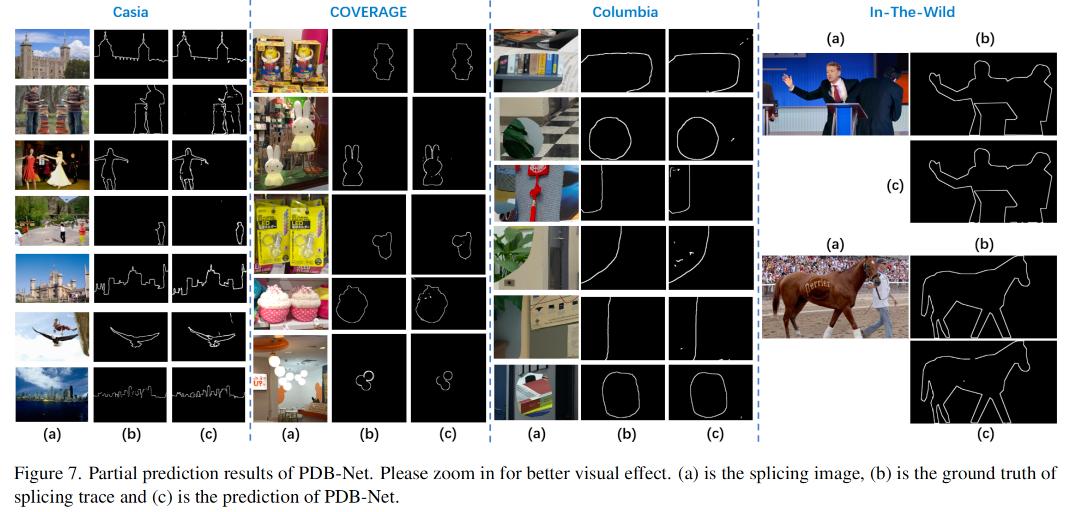 Casia
COVERAGE
Columbia
In-The-Wild
(a)
(b)
(c)
(a)
(b)
Perrier
U?
(c)
(a)
(b)
(c)
(a)
(b)
(c)
(a)
(b)
(c)
LED
Figure 7. Partial prediction results of PDB-Net. Please zoom in for better visual effect. (a) is the splicing image, (b) is the ground truth of
splicing trace and (c) is the prediction of PDB-Net.